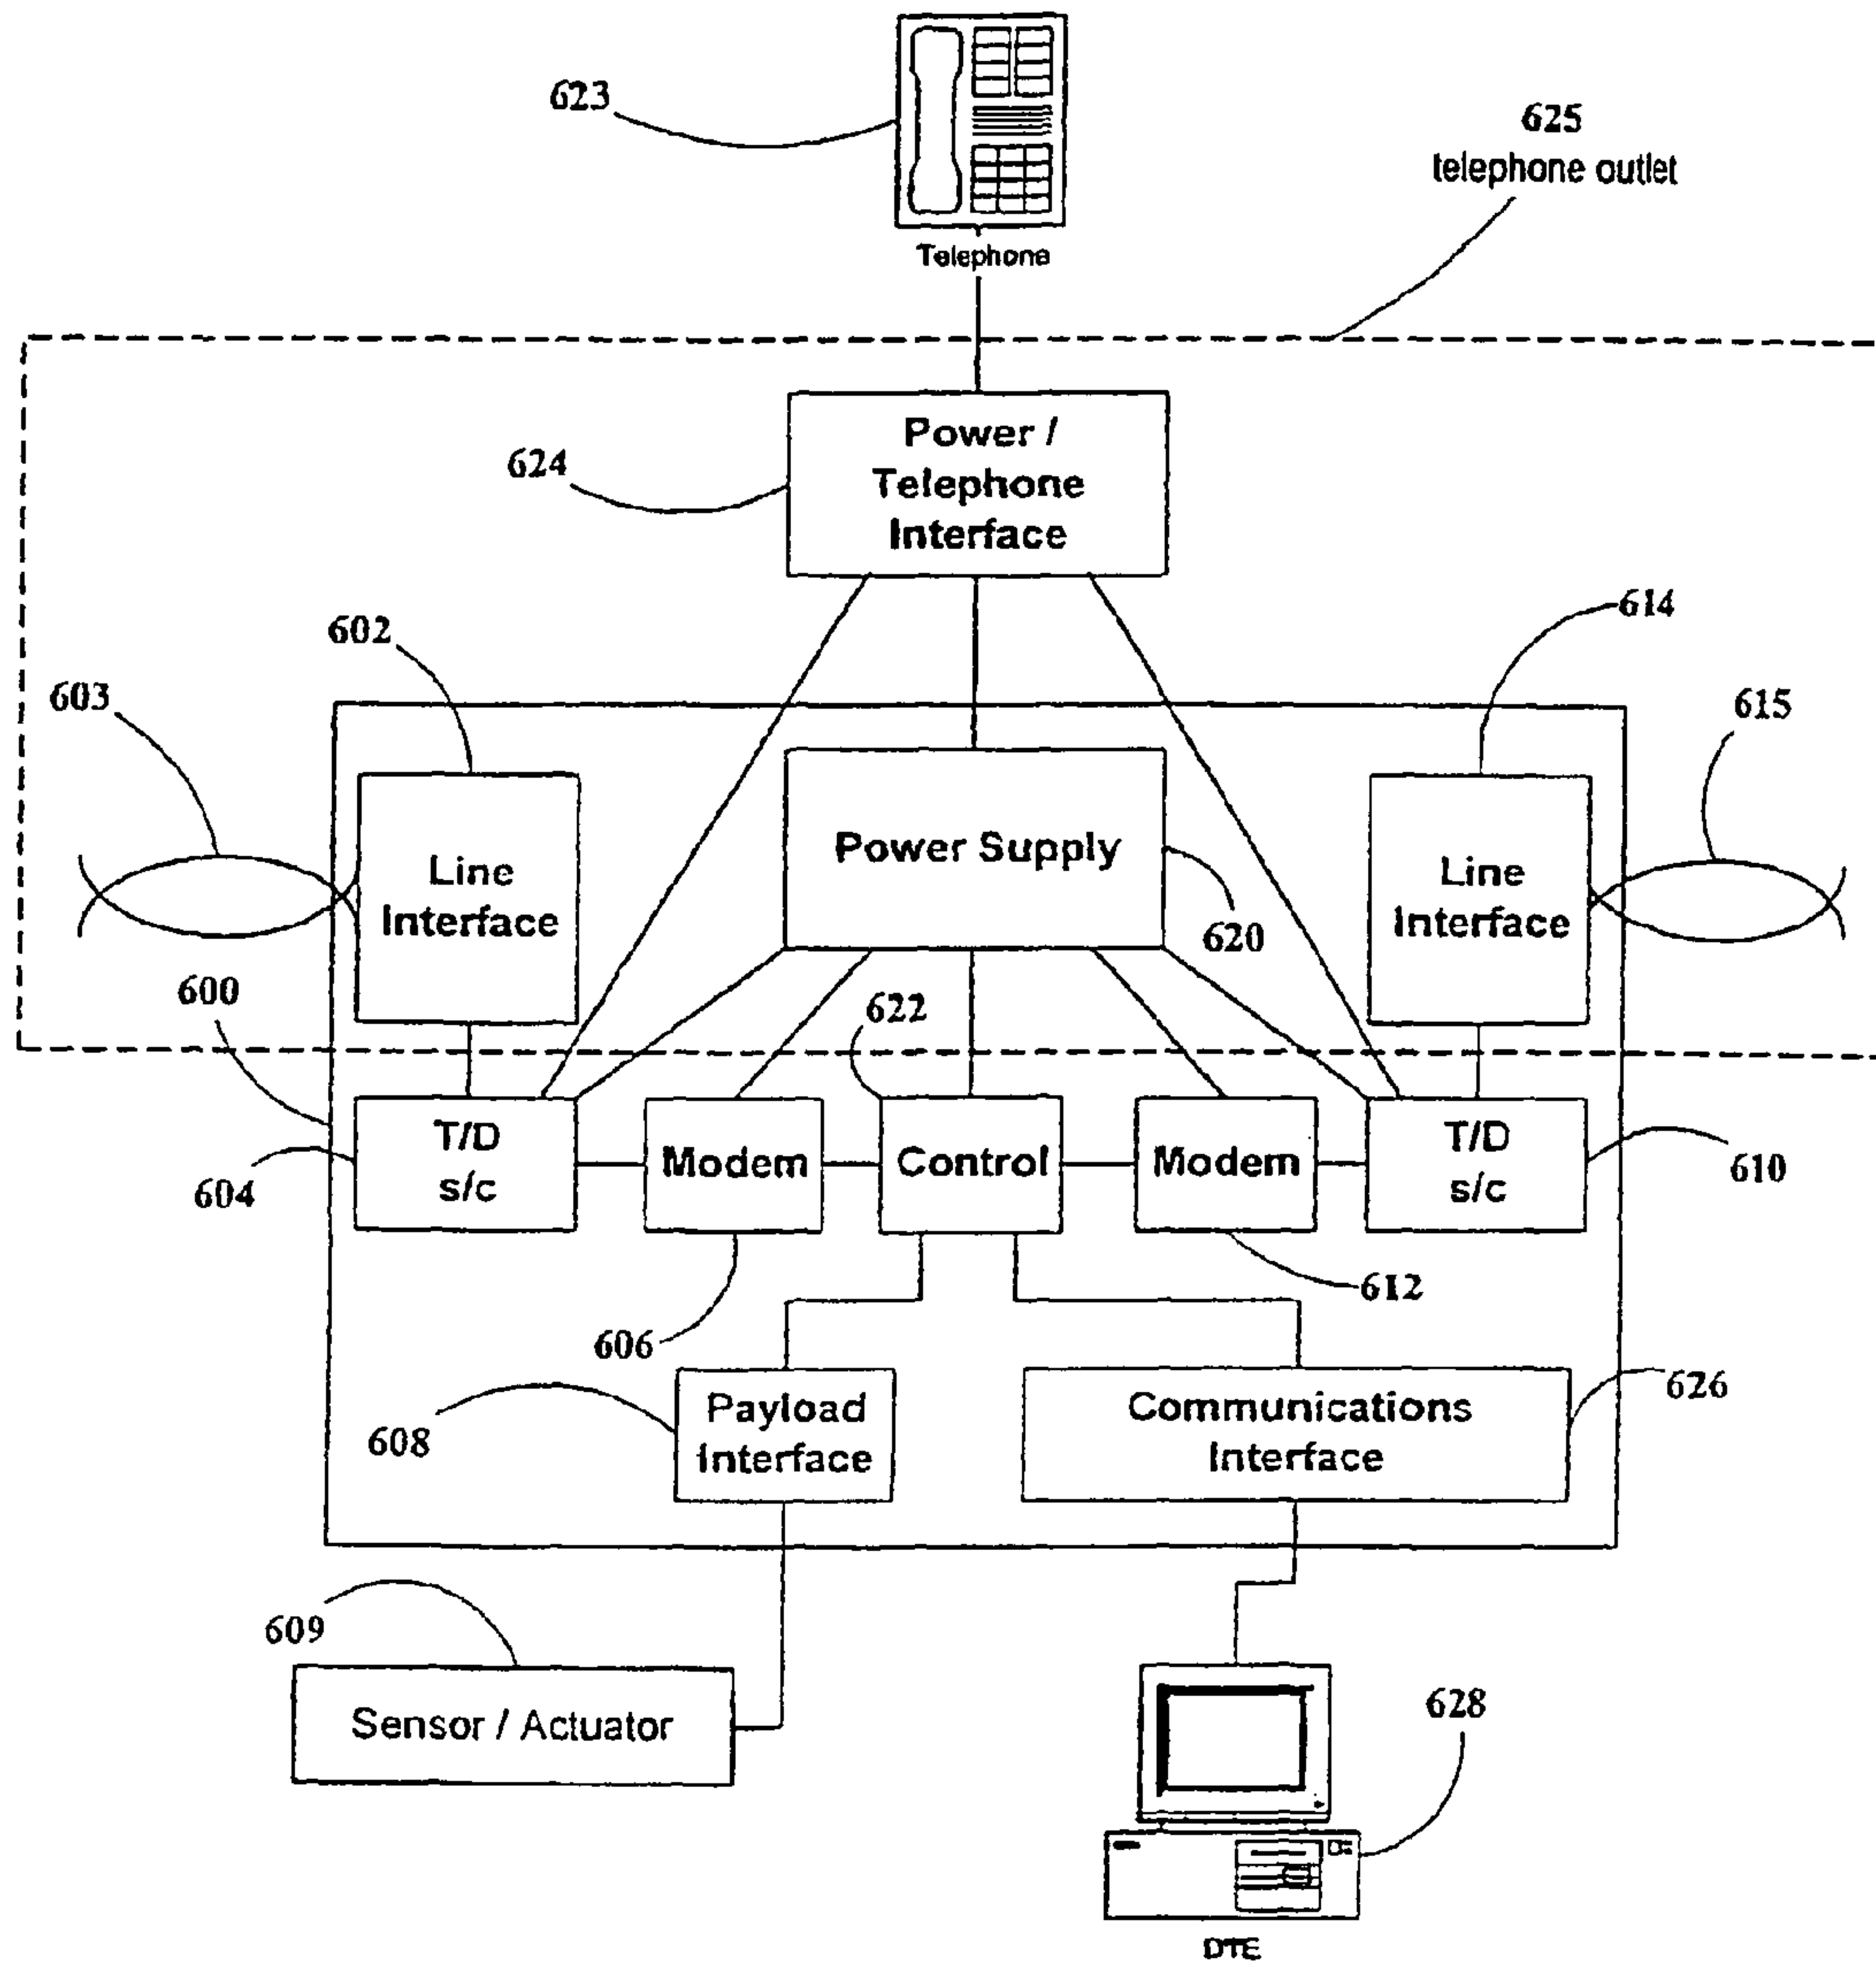 623
625
telephone outlet
Telephone
624
Power /
Telephone
Interface
602
614
603
615
Line
Interface
Power Supply
Line
Interface
620
600
622
T/D
s/c
Modem
Control
Modem
T/D
s/c
604
610
606
612
608
Payload
Interface
Communications
Interface
626
609
Sensor / Actuator
628
DTE